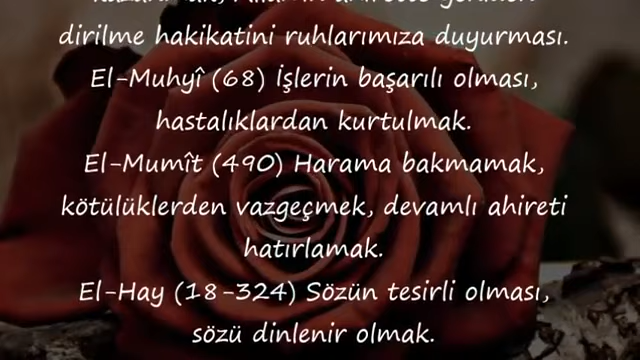 dirilme hakikatini ruhlarımıza duyurması.
El-Muhyî (68) İşlerin başarılı olması,
hastalıklardan kurtulmak.
El-Mumît (490) Harama bakmamak,
kötülüklerden vazgeçmek, devamlı ahireti
hatırlamak.
El-Hay (18-324) Sözün tesirli olması,
sözü dinlenir olmak.